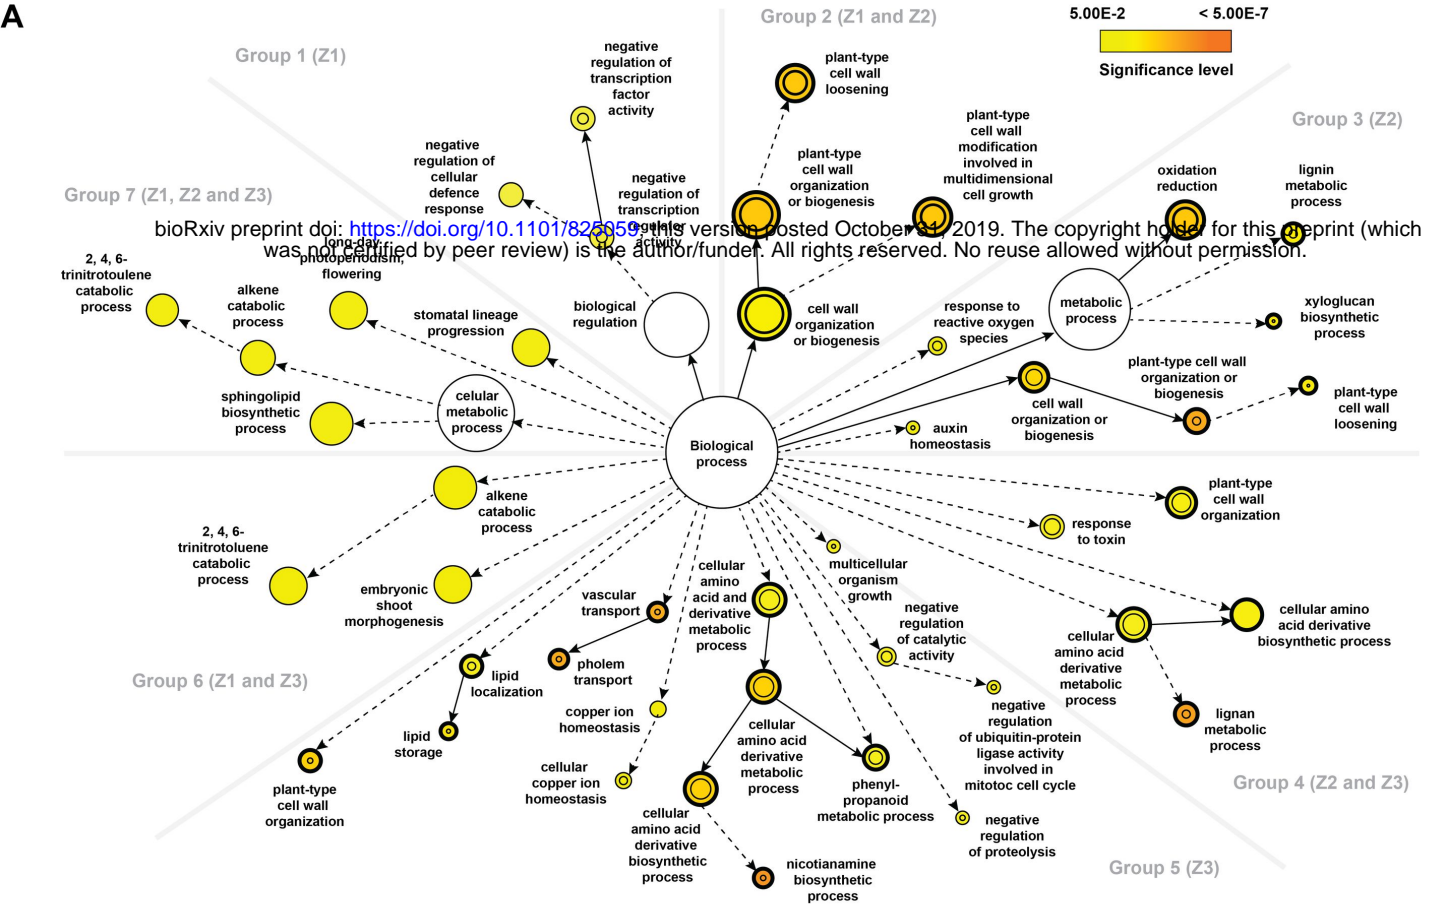 A
Group 1 (Z1)
Group 2 (Z1 and Z2)
5.00E-2
< 5.00E-7
Significance level
Group 3 (Z2)
Group 7 (Z1, Z2 and Z3)
negative
regulation of
transcription
factor
activity
negative
regulation of
cellular
defence
response
negative
regulation of
transcription
regulator
activity
biological
regulation
plant-type
cell wall
loosening
plant-type
cell wall
organization
or biogenesis
plant-type
cell wall
modification
involved in
multidimensional
cell growth
cell wall
organization
or biogenesis
oxidation
reduction
lignin
metabolic
process
bioRxiv preprint doi: https://doi.org/10.1101/825059; this version posted October 31, 2019. The copyright holder for this preprint (which
was not certified by peer review) is the author/funder. All rights reserved. No reuse allowed without permission.
metabolic
process
xyloglucan
biosynthetic
process
response to
reactive oxygen
species
plant-type cell wall
organization or
biogenesis
plant-type
cell wall
loosening
cell wall
organization or
biogenesis
auxin
homeostasis
2, 4, 6-
trinitrotoulene
catabolic
process
alkene
catabolic
process
long-day
photoperiodism,
flowering
stomatal lineage
progression
sphingolipid
biosynthetic
process
celular
metabolic
process
Biological
process
alkene
catabolic
process
2, 4, 6-
trinitrotoluene
catabolic
process
embryonic
shoot
morphogenesis
Group 6 (Z1 and Z3)
lipid
localization
lipid
storage
plant-type
cell wall
organization
vascular
transport
pholem
transport
copper ion
homeostasis
cellular
copper ion
homeostasis
cellular
amino
acid and
derivative
metabolic
process
cellular
amino acid
derivative
metabolic
process
cellular
amino acid
derivative
biosynthetic
process
phenyl-
propanoid
metabolic process
nicotianamine
biosynthetic
process
multicellular
organism
growth
negative
regulation
of catalytic
activity
negative
regulation
of ubiquitin-protein
ligase activity
involved in
mitotoc cell cycle
negative
regulation
of proteolysis
Group 5 (Z3)
plant-type
cell wall
organization
response
to toxin
cellular amino
acid derivative
biosynthetic process
cellular
amino acid
derivative
metabolic
process
lignan
metabolic
process
Group 4 (Z2 and Z3)